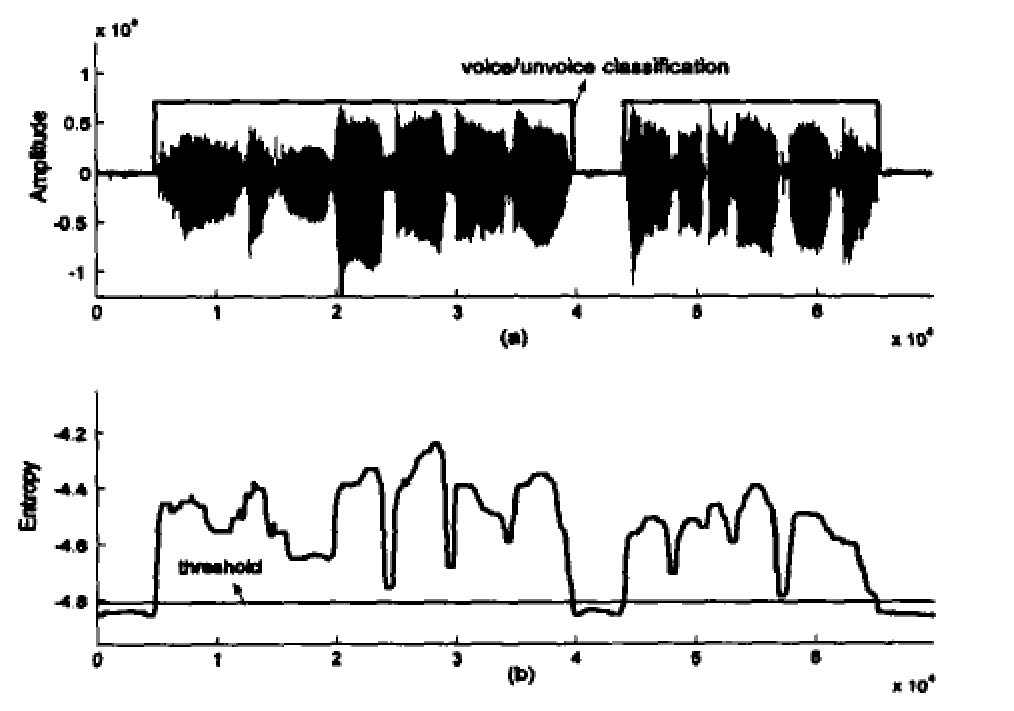 x 10⁴
voice/unvoice classification
Amplitude
1
0.5
0
-0.5
-1
0 1 2 3 4 5 6
(a)
x 10⁴
Entropy
-4.2
-4.4
-4.6
-4.8
threshold
0 1 2 3 4 5 6
(b)
x 10⁴